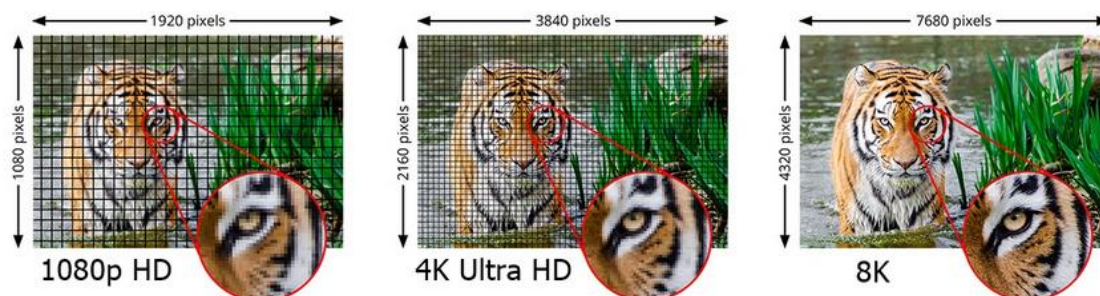 1920 pixels
1080 pixels
1080p HD
3840 pixels
2160 pixels
4K Ultra HD
7680 pixels
4320 pixels
8K